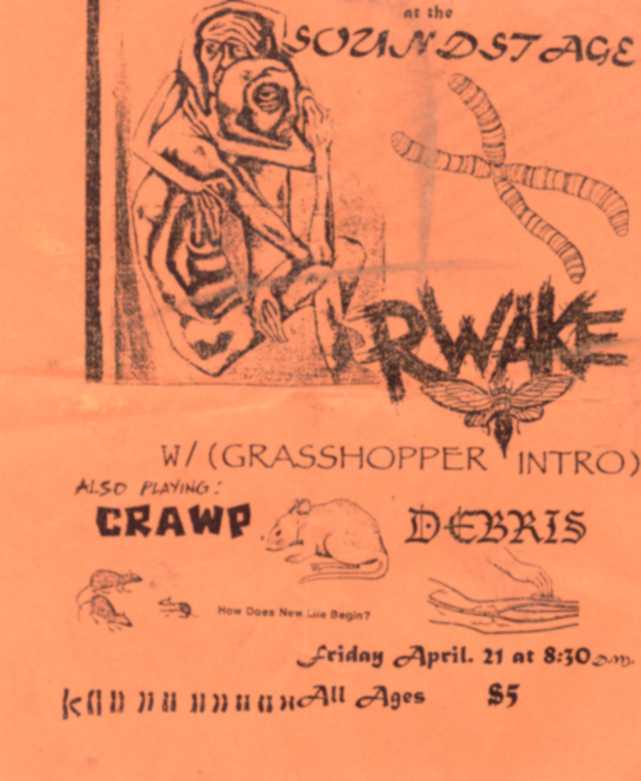 at the
SOUNDSTAGE
RWAKE
W/ (GRASSHOPPER INTRO)
ALSO PLAYING:
CRAWP
DEBRIS
How Does New Life Begin?
Friday April. 21 at 8:30 p.m.
All Ages $5